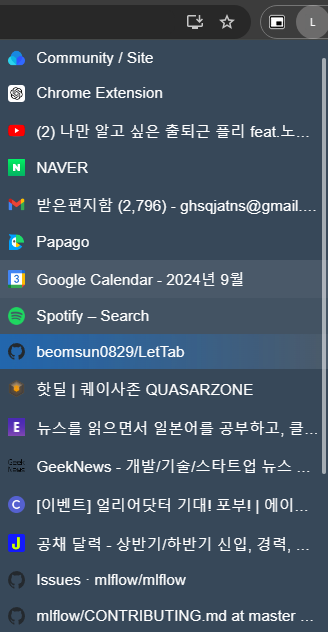 L
Community / Site
Chrome Extension
(2) 나만 알고 싶은 출퇴근 플리 feat.노...
NAVER
받은편지함 (2,796) - ghsqjatns@gmail....
Papago
Google Calendar - 2024년 9월
Spotify – Search
beomsun0829/LetTab
핫딜 | 퀘이사존 QUASARZONE
뉴스를 읽으면서 일본어를 공부하고, 클...
GeekNews - 개발/기술/스타트업 뉴스 ...
[이벤트] 얼리어답터 기대! 포부! | 에이...
공채 달력 - 상반기/하반기 신입, 경력, ...
Issues · mlflow/mlflow
mlflow/CONTRIBUTING.md at master ...